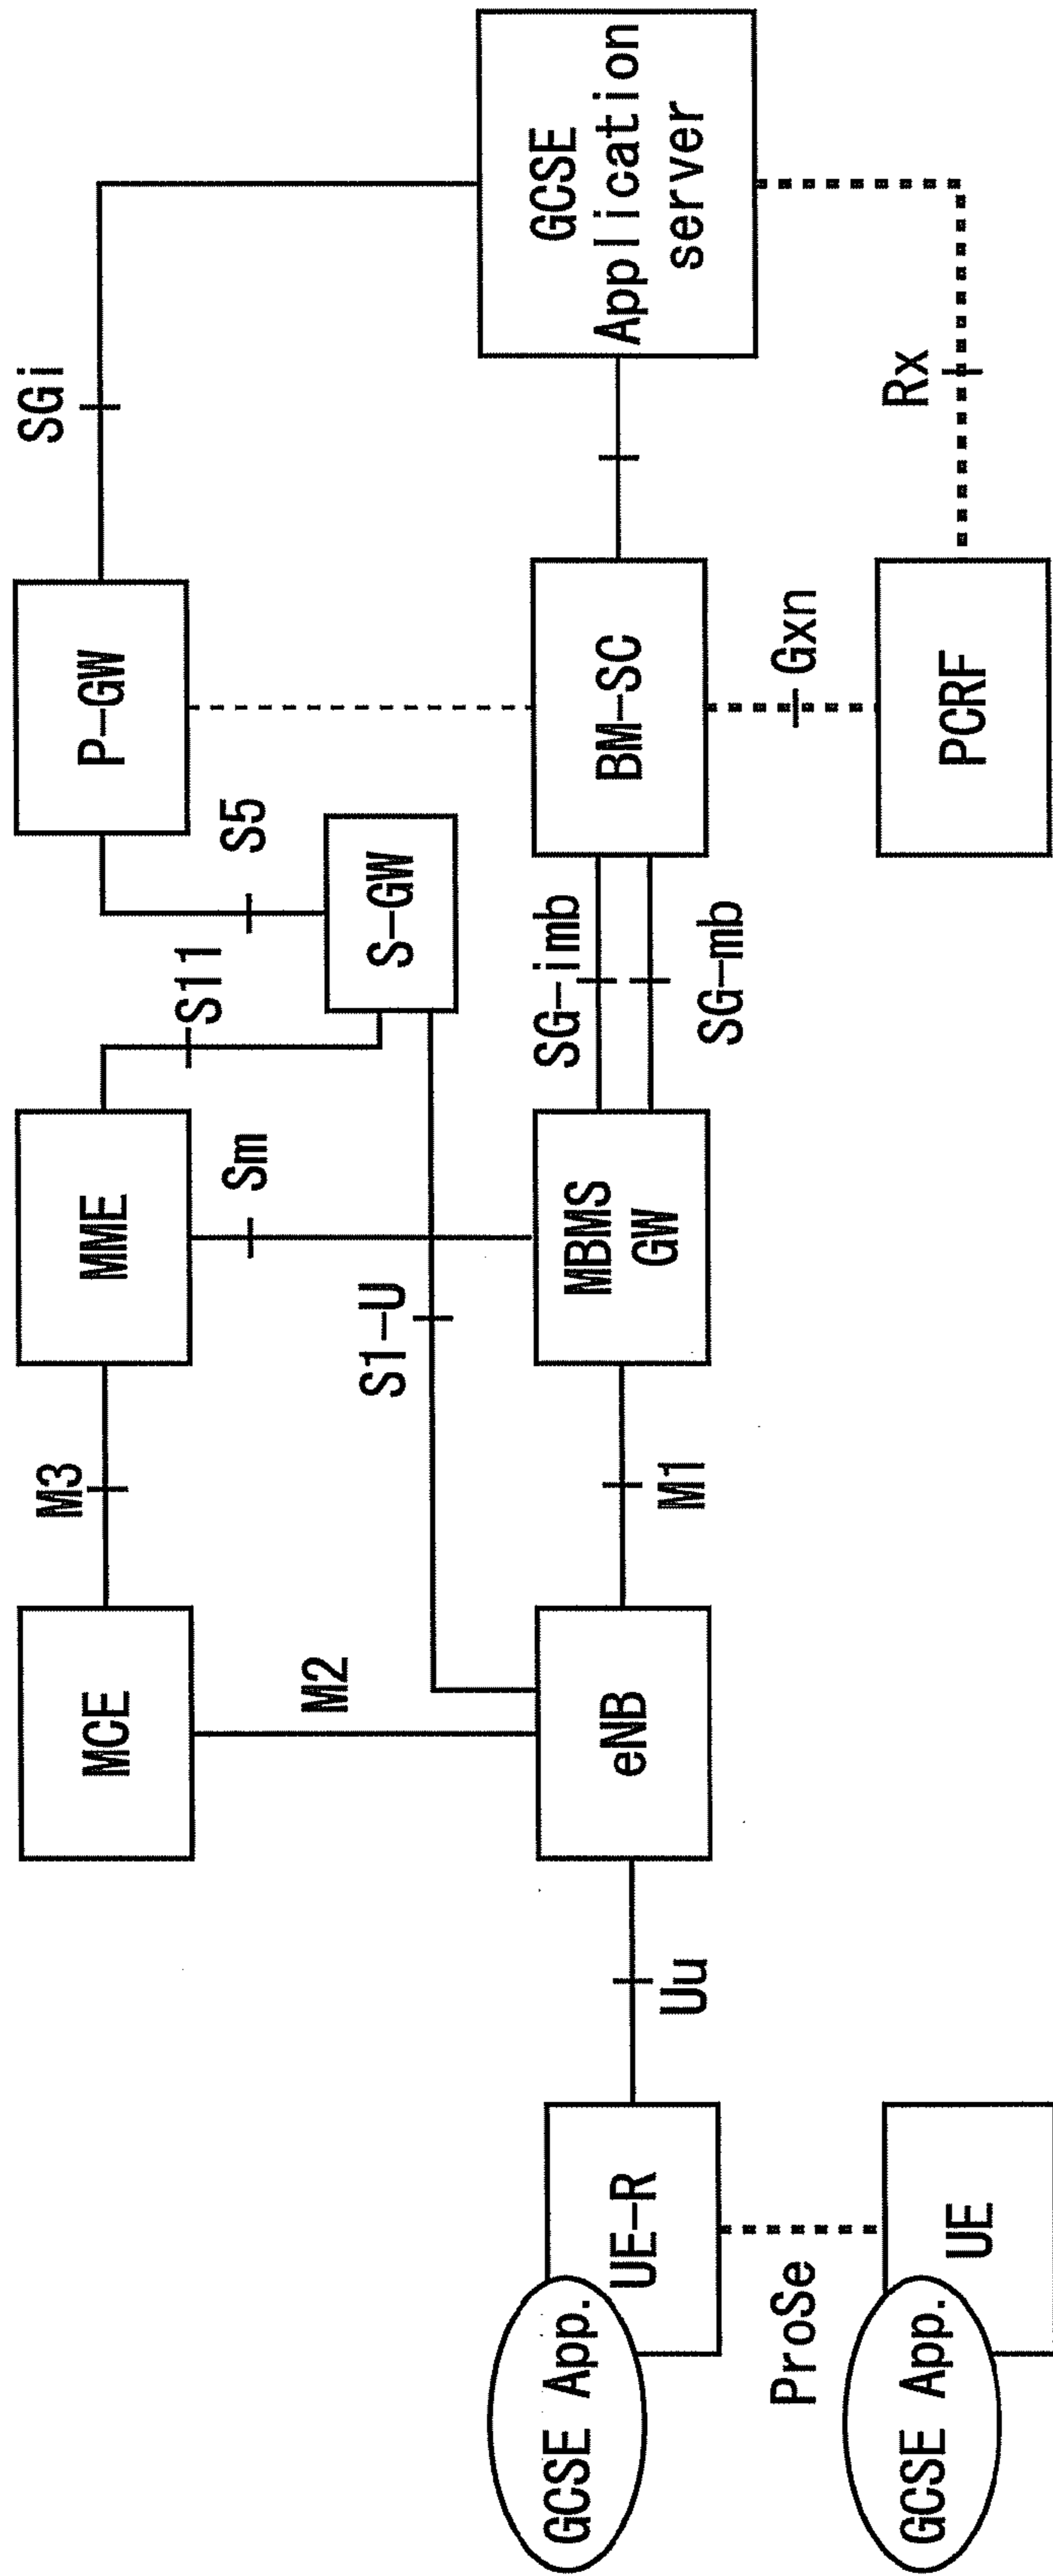 SGi
P-GW
S5
S11
MME
Sm
M3
MCE
M2
S-GW
S1-U
GCSE
Application
server
BM-SC
SG-imb
SG-mb
MBMS
GW
M1
eNB
Uu
UE-R
GCSE App.
Rx
Gxn
PCRF
ProSe
UE
GCSE App.